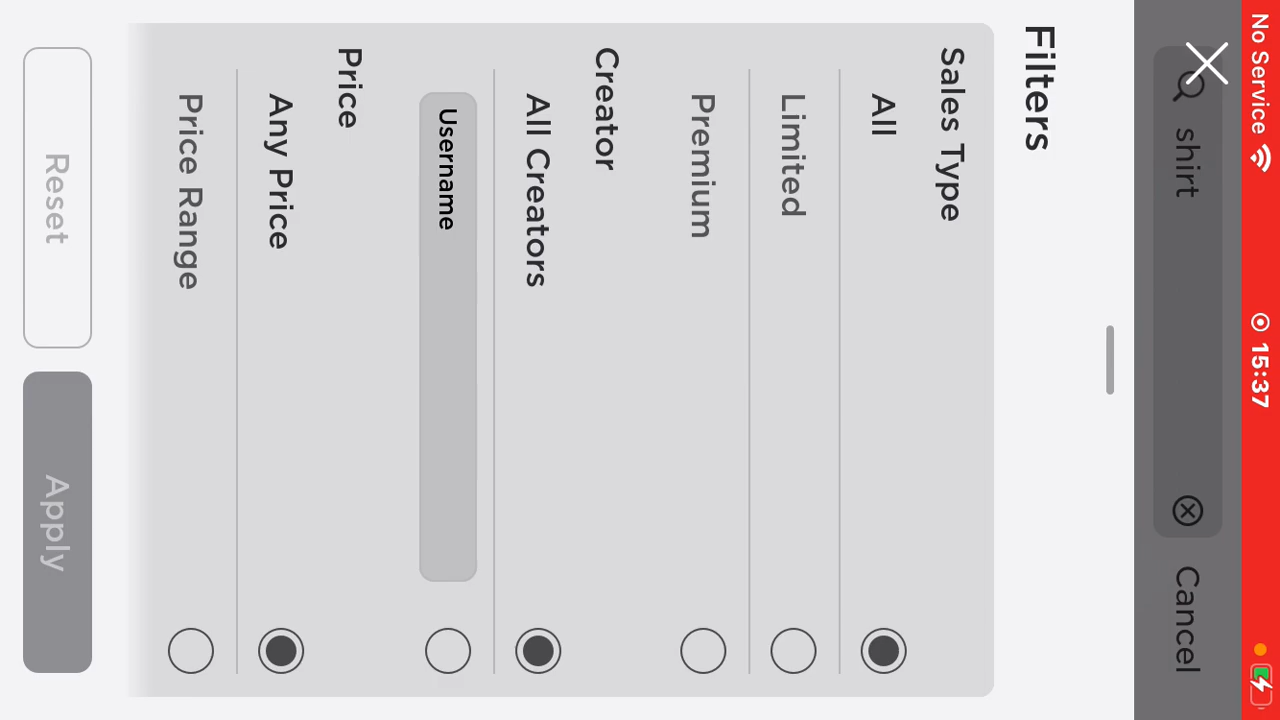 No Service 15:37
shirt Cancel
Filters
Sales Type
All
Limited
Premium
Creator
All Creators
Username
Price
Any Price
Price Range
Reset Apply